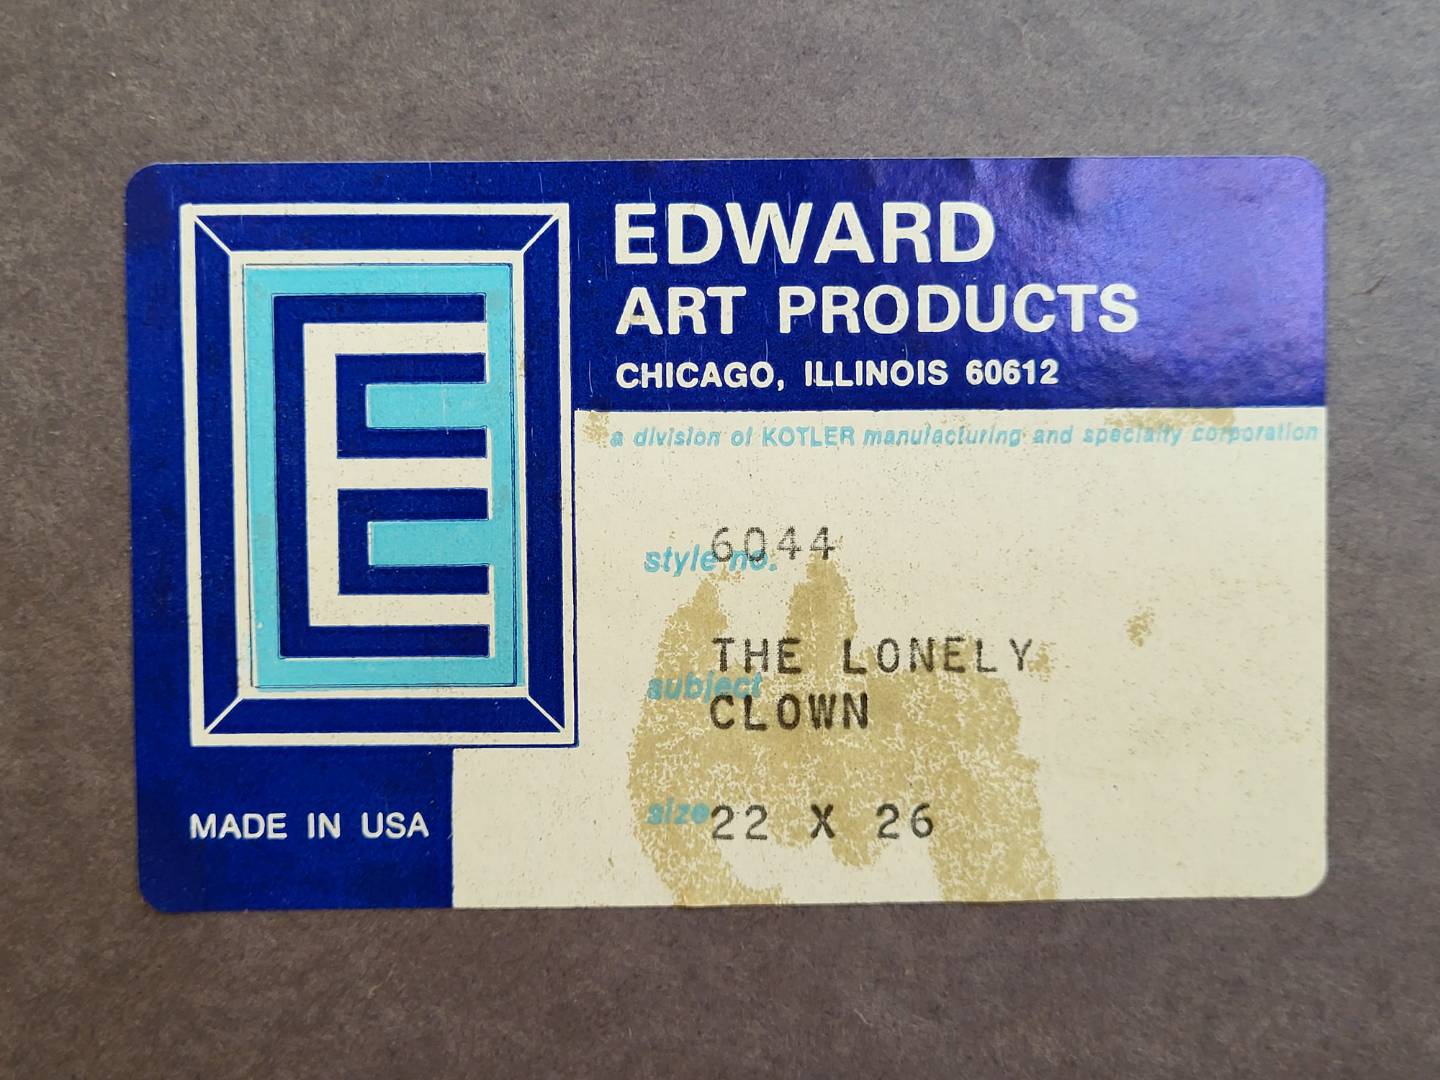 E
EDWARD
ART PRODUCTS
CHICAGO, ILLINOIS 60612
a division of KOTLER manufacturing and specialty corporation
style no. 6044
subject THE LONELY
CLOWN
size 22 X 26
MADE IN USA